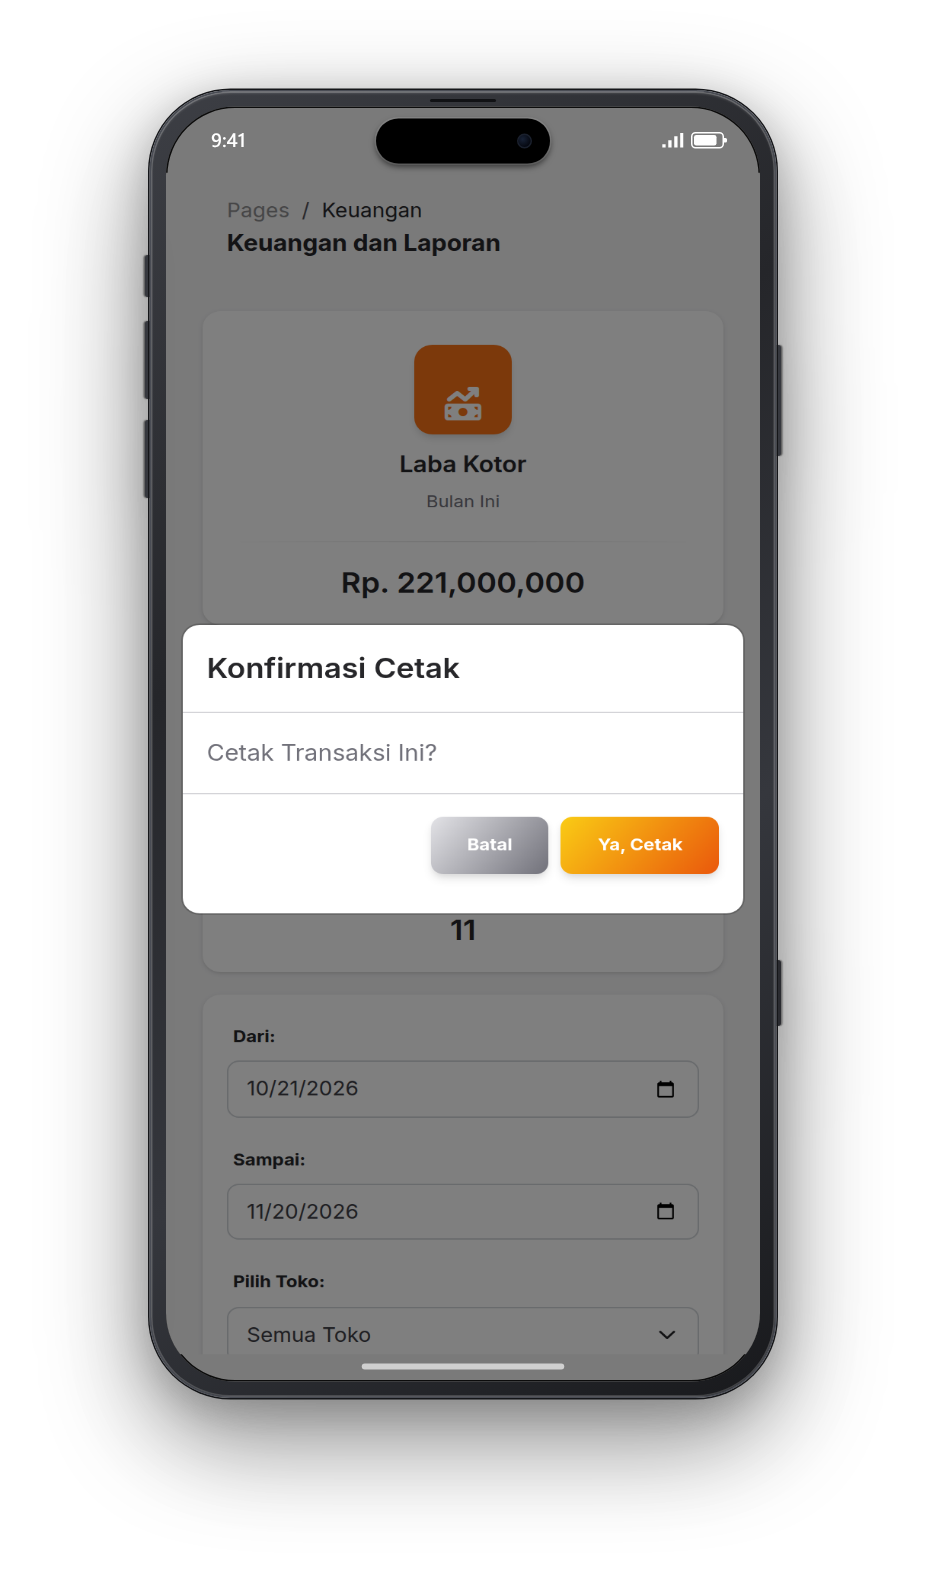 9:41
Pages / Keuangan
Keuangan dan Laporan
Laba Kotor
Bulan Ini
Rp. 221,000,000
Konfirmasi Cetak
Cetak Transaksi Ini?
Batal
Ya, Cetak
11
Dari:
10/21/2026
Sampai:
11/20/2026
Pilih Toko:
Semua Toko